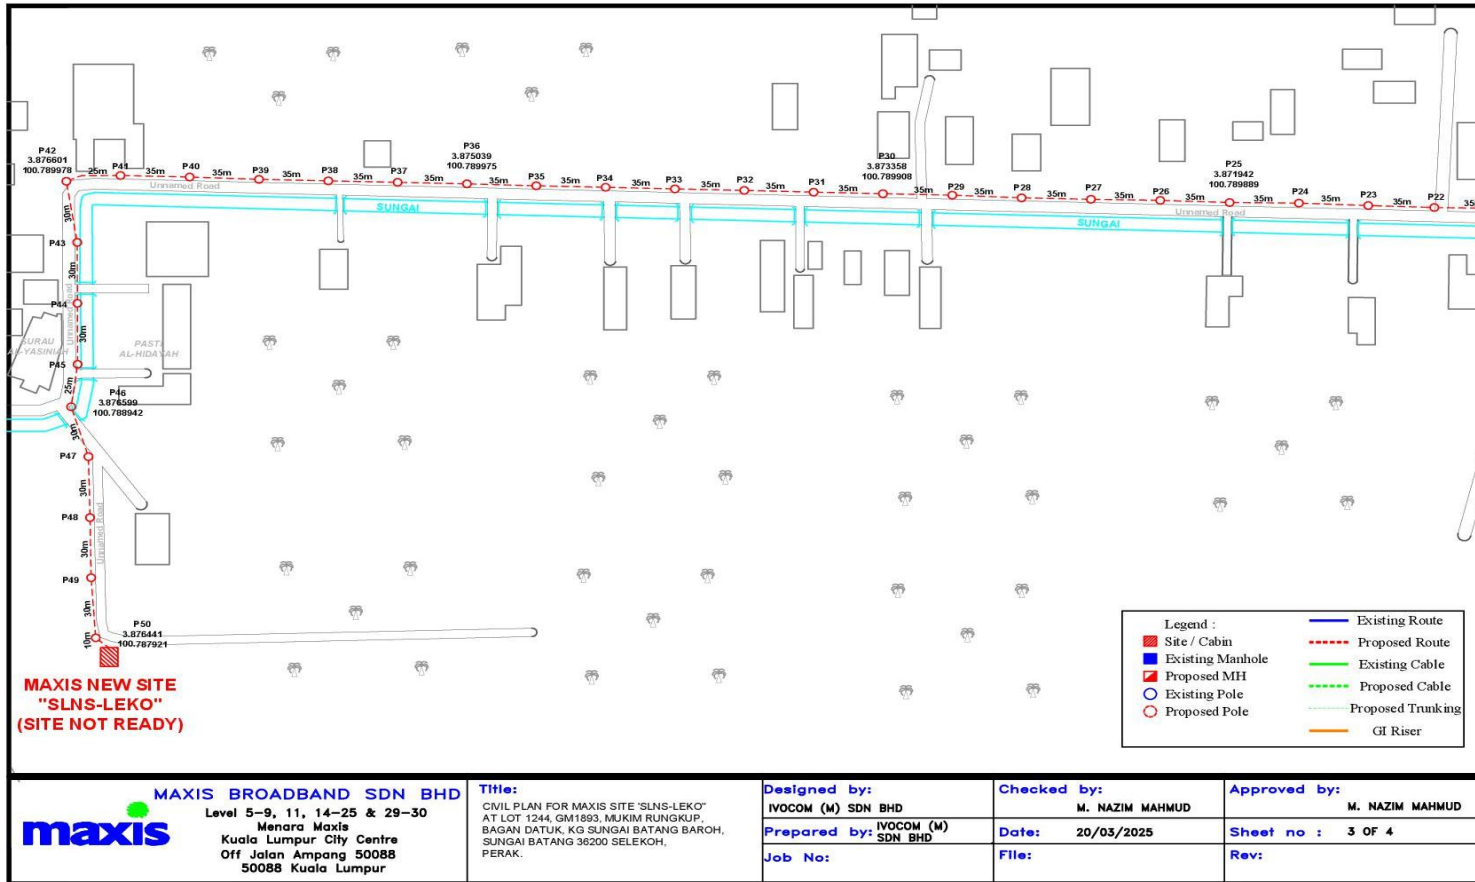 P42
3.876601
100.789978
25m
P41
35m
P40
35m
P39
35m
P38
35m
P37
35m
P36
3.875039
100.789975
35m
P35
35m
P34
35m
P33
35m
P32
35m
P31
35m
P30
3.873358
100.789908
35m
P29
35m
P28
35m
P27
35m
P26
35m
P25
3.871942
100.789889
35m
P24
35m
P23
35m
P22
Unnamed Road
SUNGAI
Unnamed Road
SUNGAI
30m
P43
30m
P44
Unnamed Road
30m
SURAU
AL-YASINIAH
PASTI
AL-HIDAYAH
P45
25m
P46
3.876599
100.788942
30m
P47
30m
P48
Unnamed Road
30m
P49
30m
P50
3.876441
100.787921
10m
MAXIS NEW SITE
"SLNS-LEKO"
(SITE NOT READY)
Legend :
Site / Cabin
Existing Manhole
Proposed MH
Existing Pole
Proposed Pole
Existing Route
Proposed Route
Existing Cable
Proposed Cable
Proposed Trunking
GI Riser
maxis
MAXIS BROADBAND SDN BHD
Level 5-9, 11, 14-25 & 29-30
Menara Maxis
Kuala Lumpur City Centre
Off Jalan Ampang 50088
50088 Kuala Lumpur
Title:
CIVIL PLAN FOR MAXIS SITE 'SLNS-LEKO"
AT LOT 1244, GM1893, MUKIM RUNGKUP,
BAGAN DATUK, KG SUNGAI BATANG BAROH,
SUNGAI BATANG 36200 SELEKOH,
PERAK.
Designed by:
IVOCOM (M) SDN BHD
Prepared by: IVOCOM (M)
SDN BHD
Job No:
Checked by:
M. NAZIM MAHMUD
Date: 20/03/2025
File:
Approved by:
M. NAZIM MAHMUD
Sheet no : 3 OF 4
Rev: